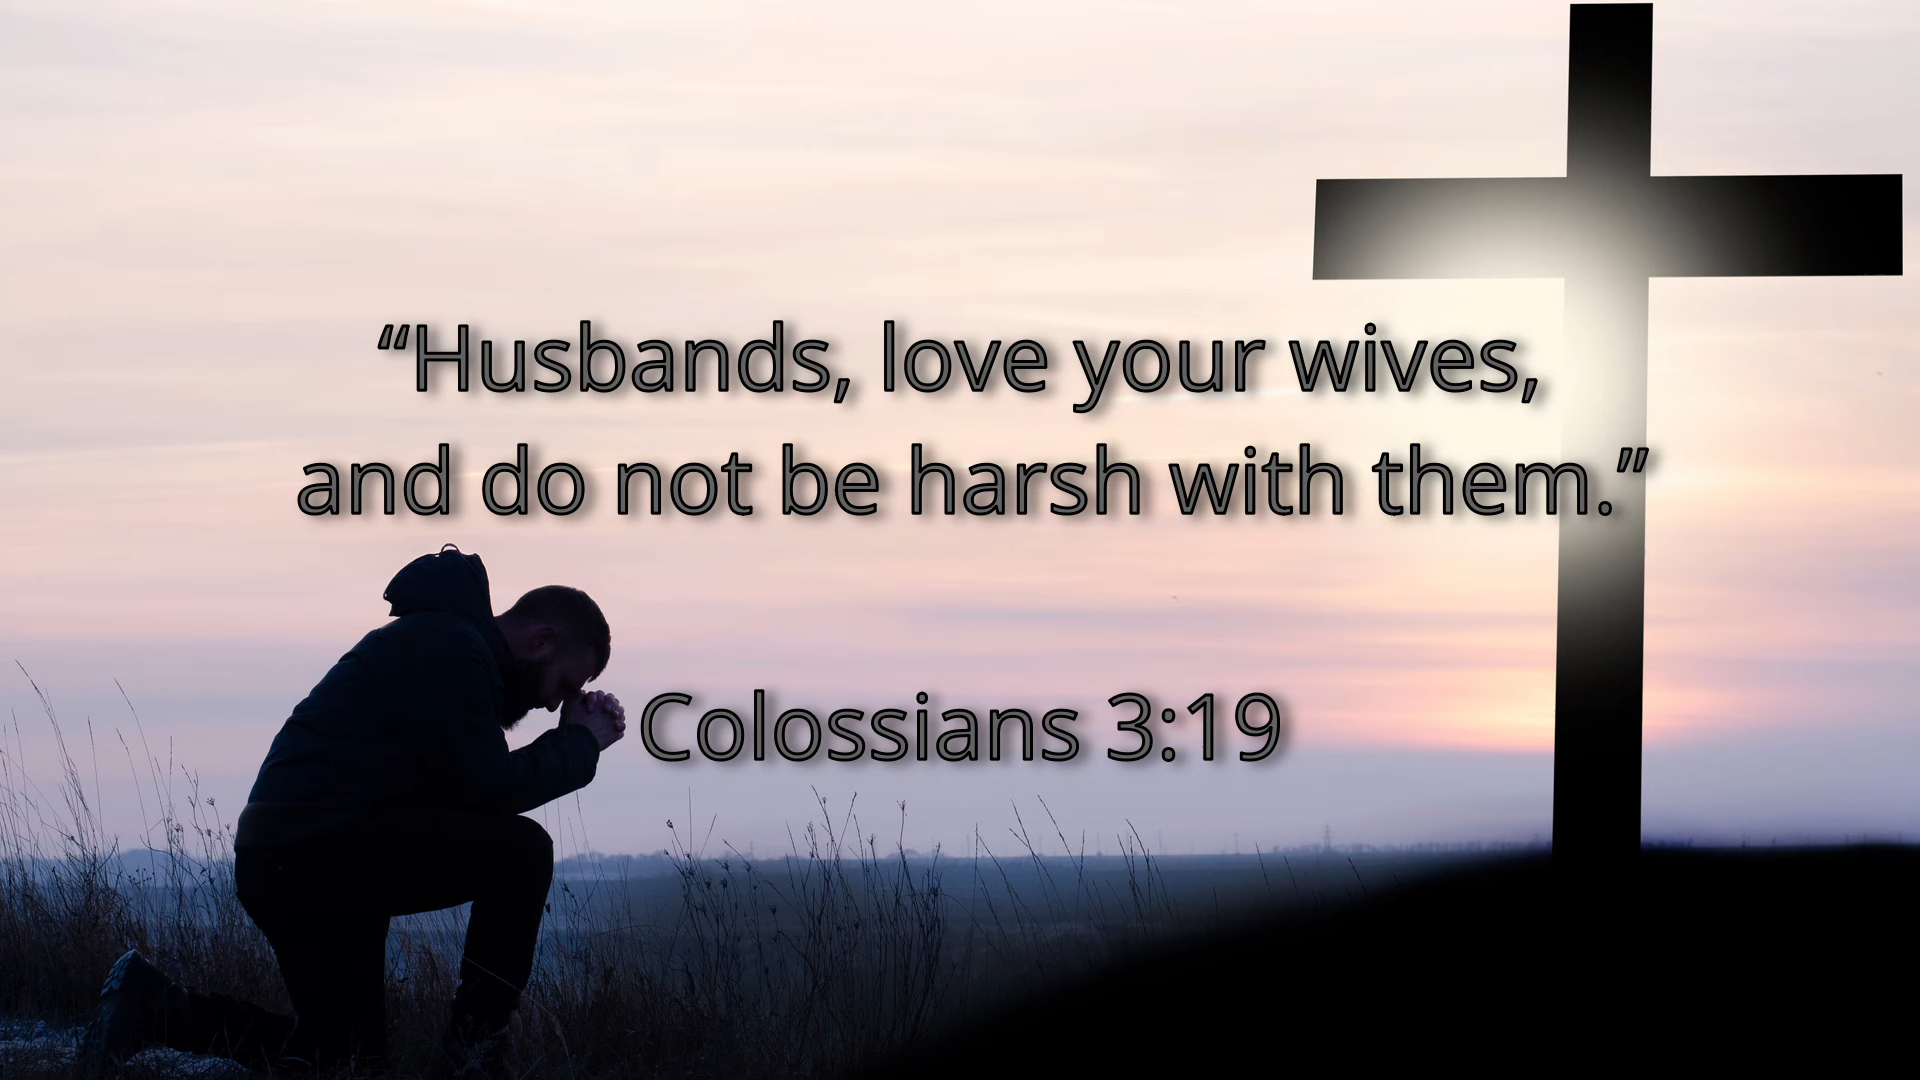 “Husbands, love your wives,
and do not be harsh with them.”
Colossians 3:19